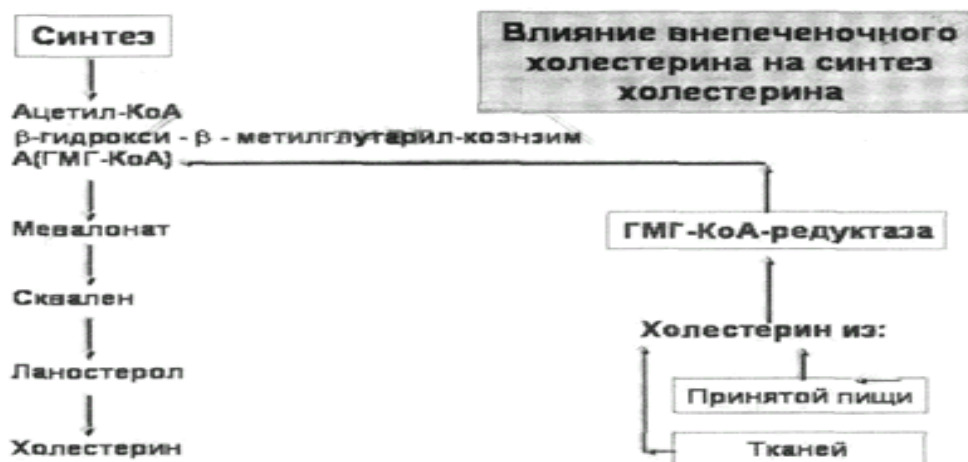 Синтез
Влияние внепеченочного
холестерина на синтез
холестерина
Ацетил-КоА
β-гидрокси - β - метилглутарил-коэнзим
А(ГМГ-КоА)
Мевалонат
ГМГ-КоА-редуктаза
Сквален
Холестерин из:
Ланостерол
Принятой пищи
Холестерин
Тканей